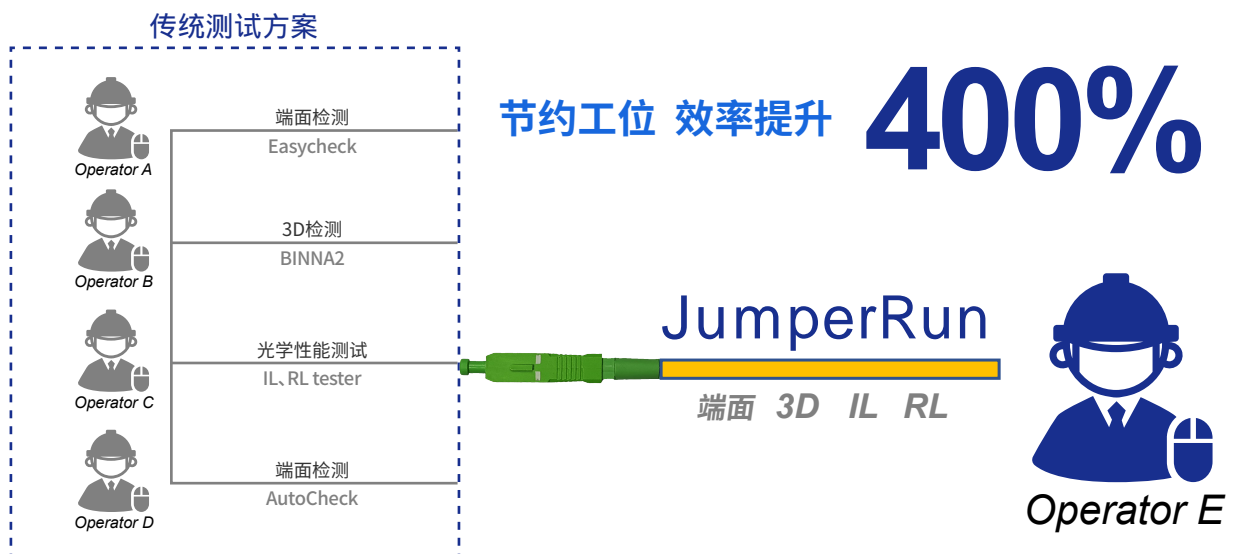 传统测试方案
端面检测
Easycheck
Operator A
3D检测
BINNA2
Operator B
光学性能测试
IL、RL tester
Operator C
端面检测
AutoCheck
Operator D
节约工位 效率提升 400%
JumperRun
端面 3D IL RL
Operator E